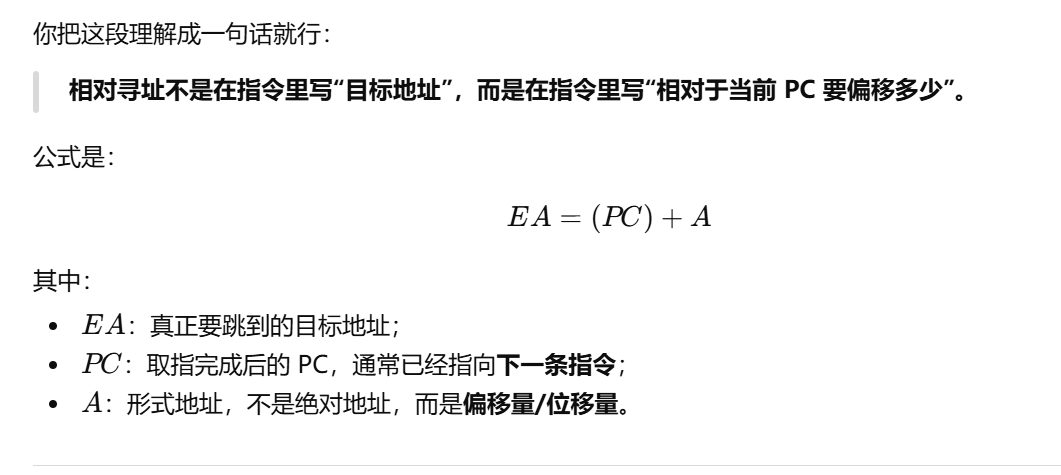 你把这段理解成一句话就行：
相对寻址不是在指令里写“目标地址”，而是在指令里写“相对于当前 PC 要偏移多少”。
公式是：
EA = (PC) + A
其中：
• EA：真正要跳到的目标地址；
• PC：取指完成后的 PC，通常已经指向下一条指令；
• A：形式地址，不是绝对地址，而是偏移量/位移量。